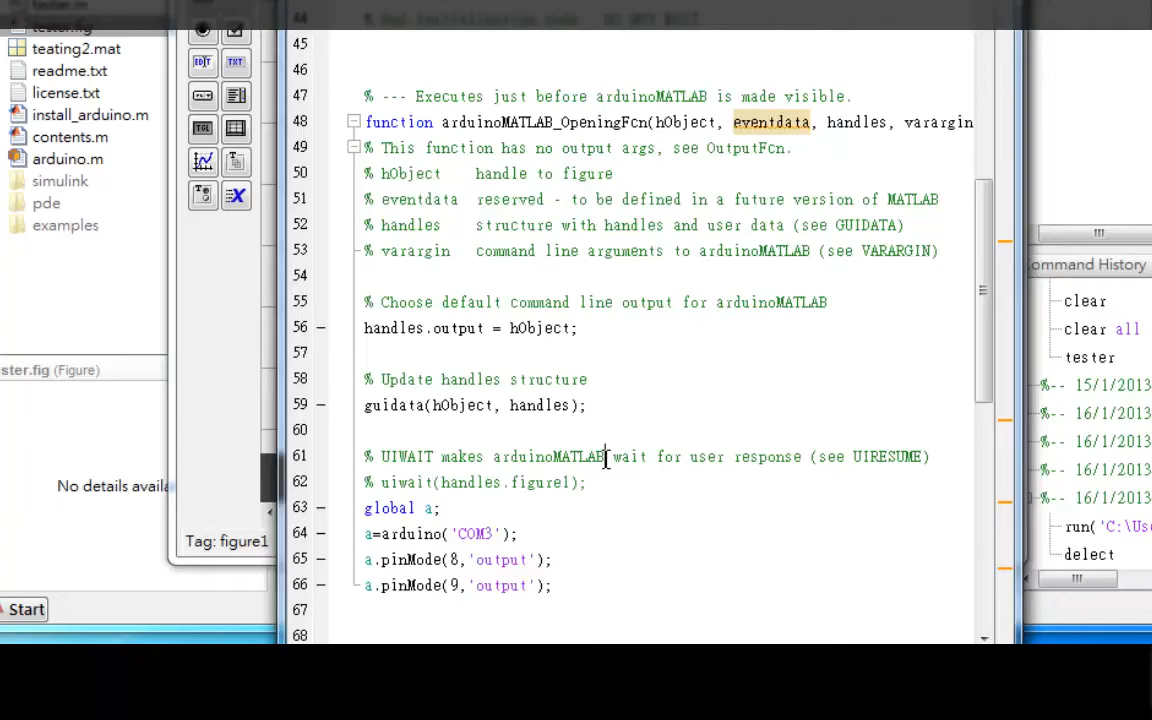 tester.m
tester.fig
teating2.mat
readme.txt
license.txt
install_arduino.m
contents.m
arduino.m
simulink
pde
examples
ster.fig (Figure)
No details availa
Start
EDIT
TXT
TGL
Tag: figure1
44
45
46
47 % --- Executes just before arduinoMATLAB is made visible.
48 function arduinoMATLAB_OpeningFcn(hObject, eventdata, handles, varargin
49 % This function has no output args, see OutputFcn.
50 % hObject    handle to figure
51 % eventdata  reserved - to be defined in a future version of MATLAB
52 % handles    structure with handles and user data (see GUIDATA)
53 % varargin   command line arguments to arduinoMATLAB (see VARARGIN)
54
55 % Choose default command line output for arduinoMATLAB
56 – handles.output = hObject;
57
58 % Update handles structure
59 – guidata(hObject, handles);
60
61 % UIWAIT makes arduinoMATLAB wait for user response (see UIRESUME)
62 % uiwait(handles.figure1);
63 – global a;
64 – a=arduino('COM3');
65 – a.pinMode(8,'output');
66 – a.pinMode(9,'output');
67
68
ommand History
clear
clear all
tester
%-- 15/1/2013
%-- 16/1/2013
%-- 16/1/2013
%-- 16/1/2013
%-- 16/1/2013
run('C:\Use
delect